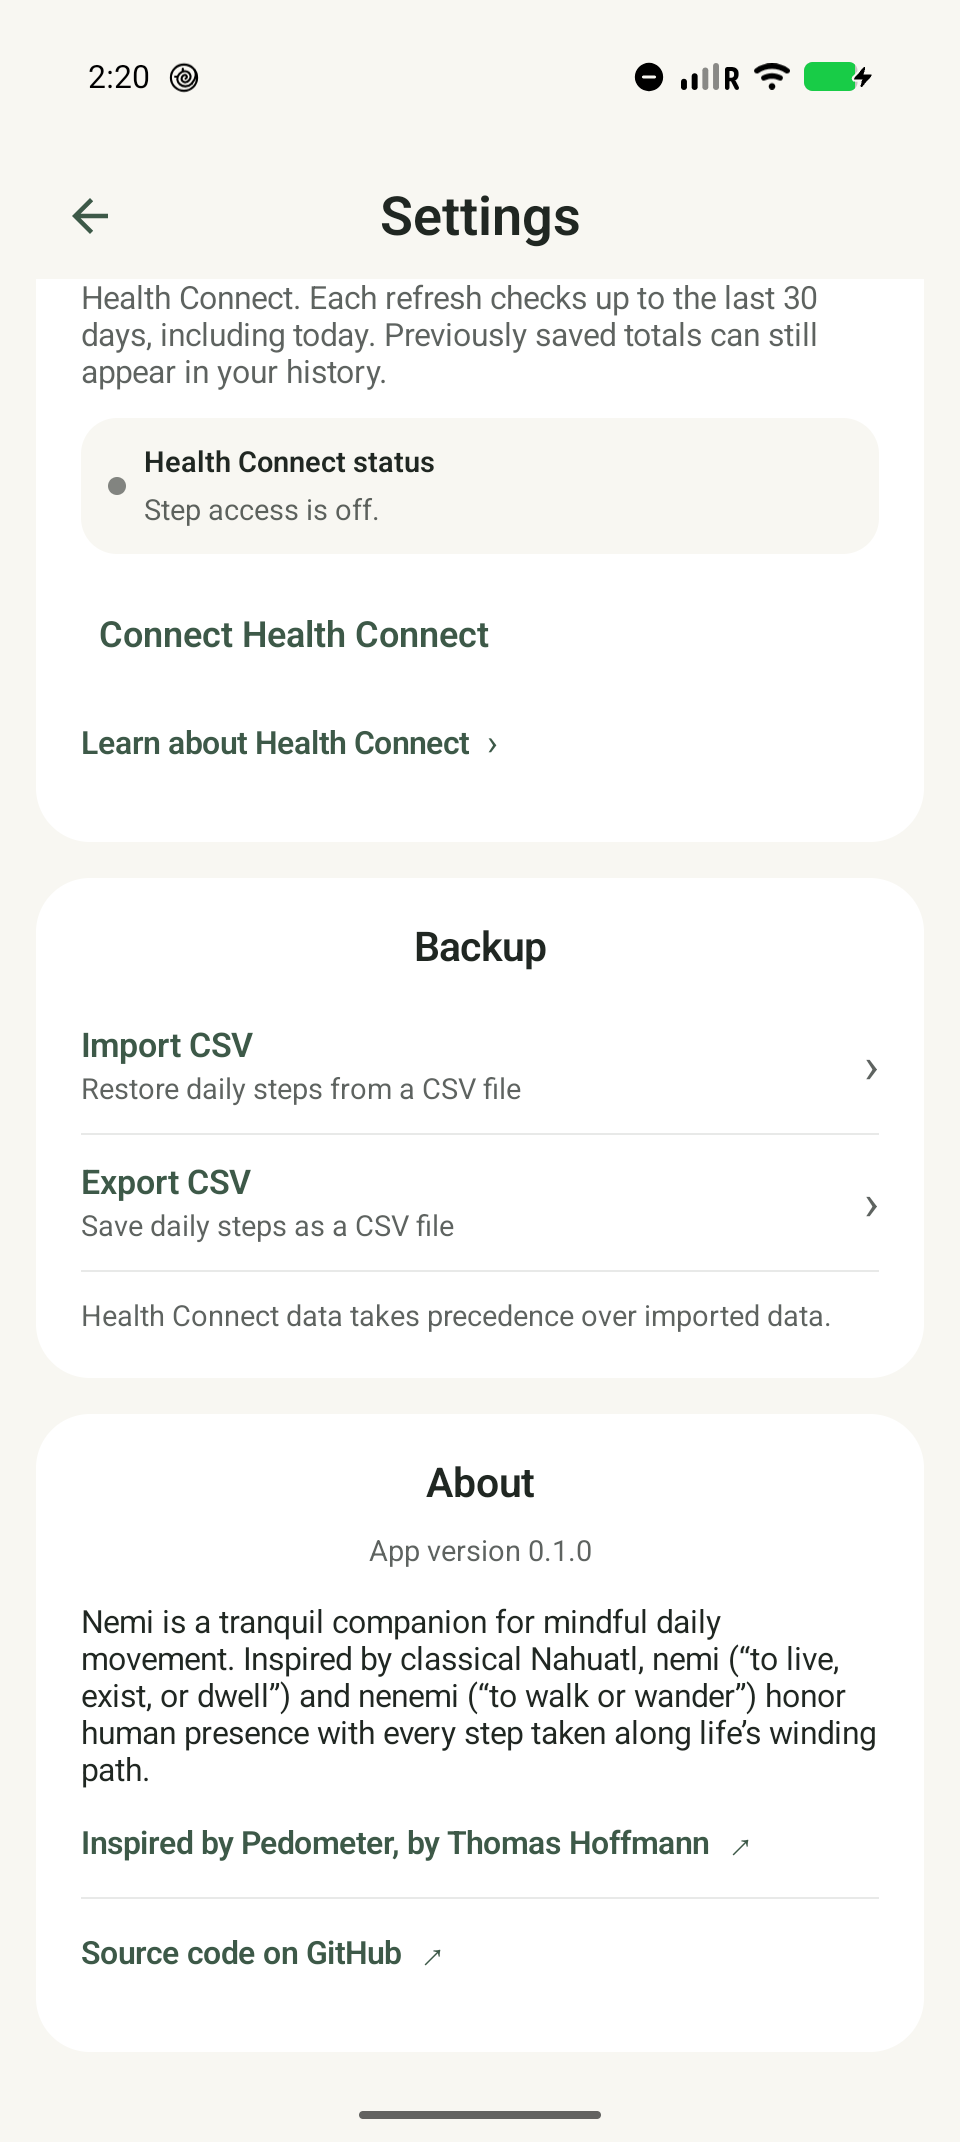 2:20
R
Settings
Health Connect. Each refresh checks up to the last 30
days, including today. Previously saved totals can still
appear in your history.
Health Connect status
Step access is off.
Connect Health Connect
Learn about Health Connect ›
Backup
Import CSV
Restore daily steps from a CSV file
›
Export CSV
Save daily steps as a CSV file
›
Health Connect data takes precedence over imported data.
About
App version 0.1.0
Nemi is a tranquil companion for mindful daily
movement. Inspired by classical Nahuatl, nemi (“to live,
exist, or dwell”) and nenemi (“to walk or wander”) honor
human presence with every step taken along life’s winding
path.
Inspired by Pedometer, by Thomas Hoffmann ↗
Source code on GitHub ↗